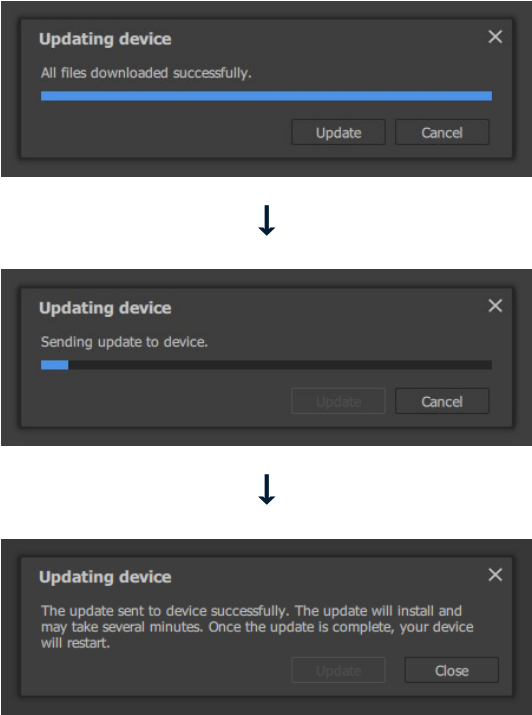 Updating device
All files downloaded successfully.
Update Cancel
Updating device
Sending update to device.
Update Cancel
Updating device
The update sent to device successfully. The update will install and
may take several minutes. Once the update is complete, your device
will restart.
Update Close